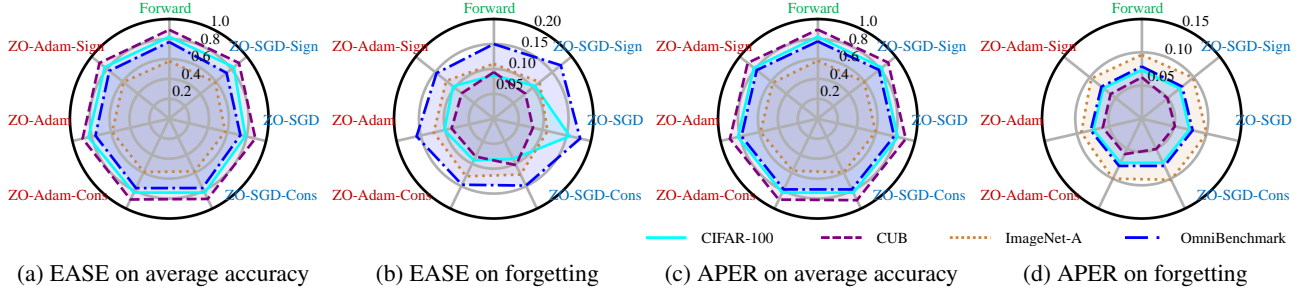 Forward
1.0
0.8
0.6
0.4
0.2
ZO-SGD-Sign
ZO-SGD
ZO-SGD-Cons
ZO-Adam-Cons
ZO-Adam
ZO-Adam-Sign
Forward
0.20
0.15
0.10
0.05
ZO-SGD-Sign
ZO-SGD
ZO-SGD-Cons
ZO-Adam-Cons
ZO-Adam
ZO-Adam-Sign
Forward
1.0
0.8
0.6
0.4
0.2
ZO-SGD-Sign
ZO-SGD
ZO-SGD-Cons
ZO-Adam-Cons
ZO-Adam
ZO-Adam-Sign
Forward
0.15
0.10
0.05
ZO-SGD-Sign
ZO-SGD
ZO-SGD-Cons
ZO-Adam-Cons
ZO-Adam
ZO-Adam-Sign
CIFAR-100
CUB
ImageNet-A
OmniBenchmark
(a) EASE on average accuracy
(b) EASE on forgetting
(c) APER on average accuracy
(d) APER on forgetting